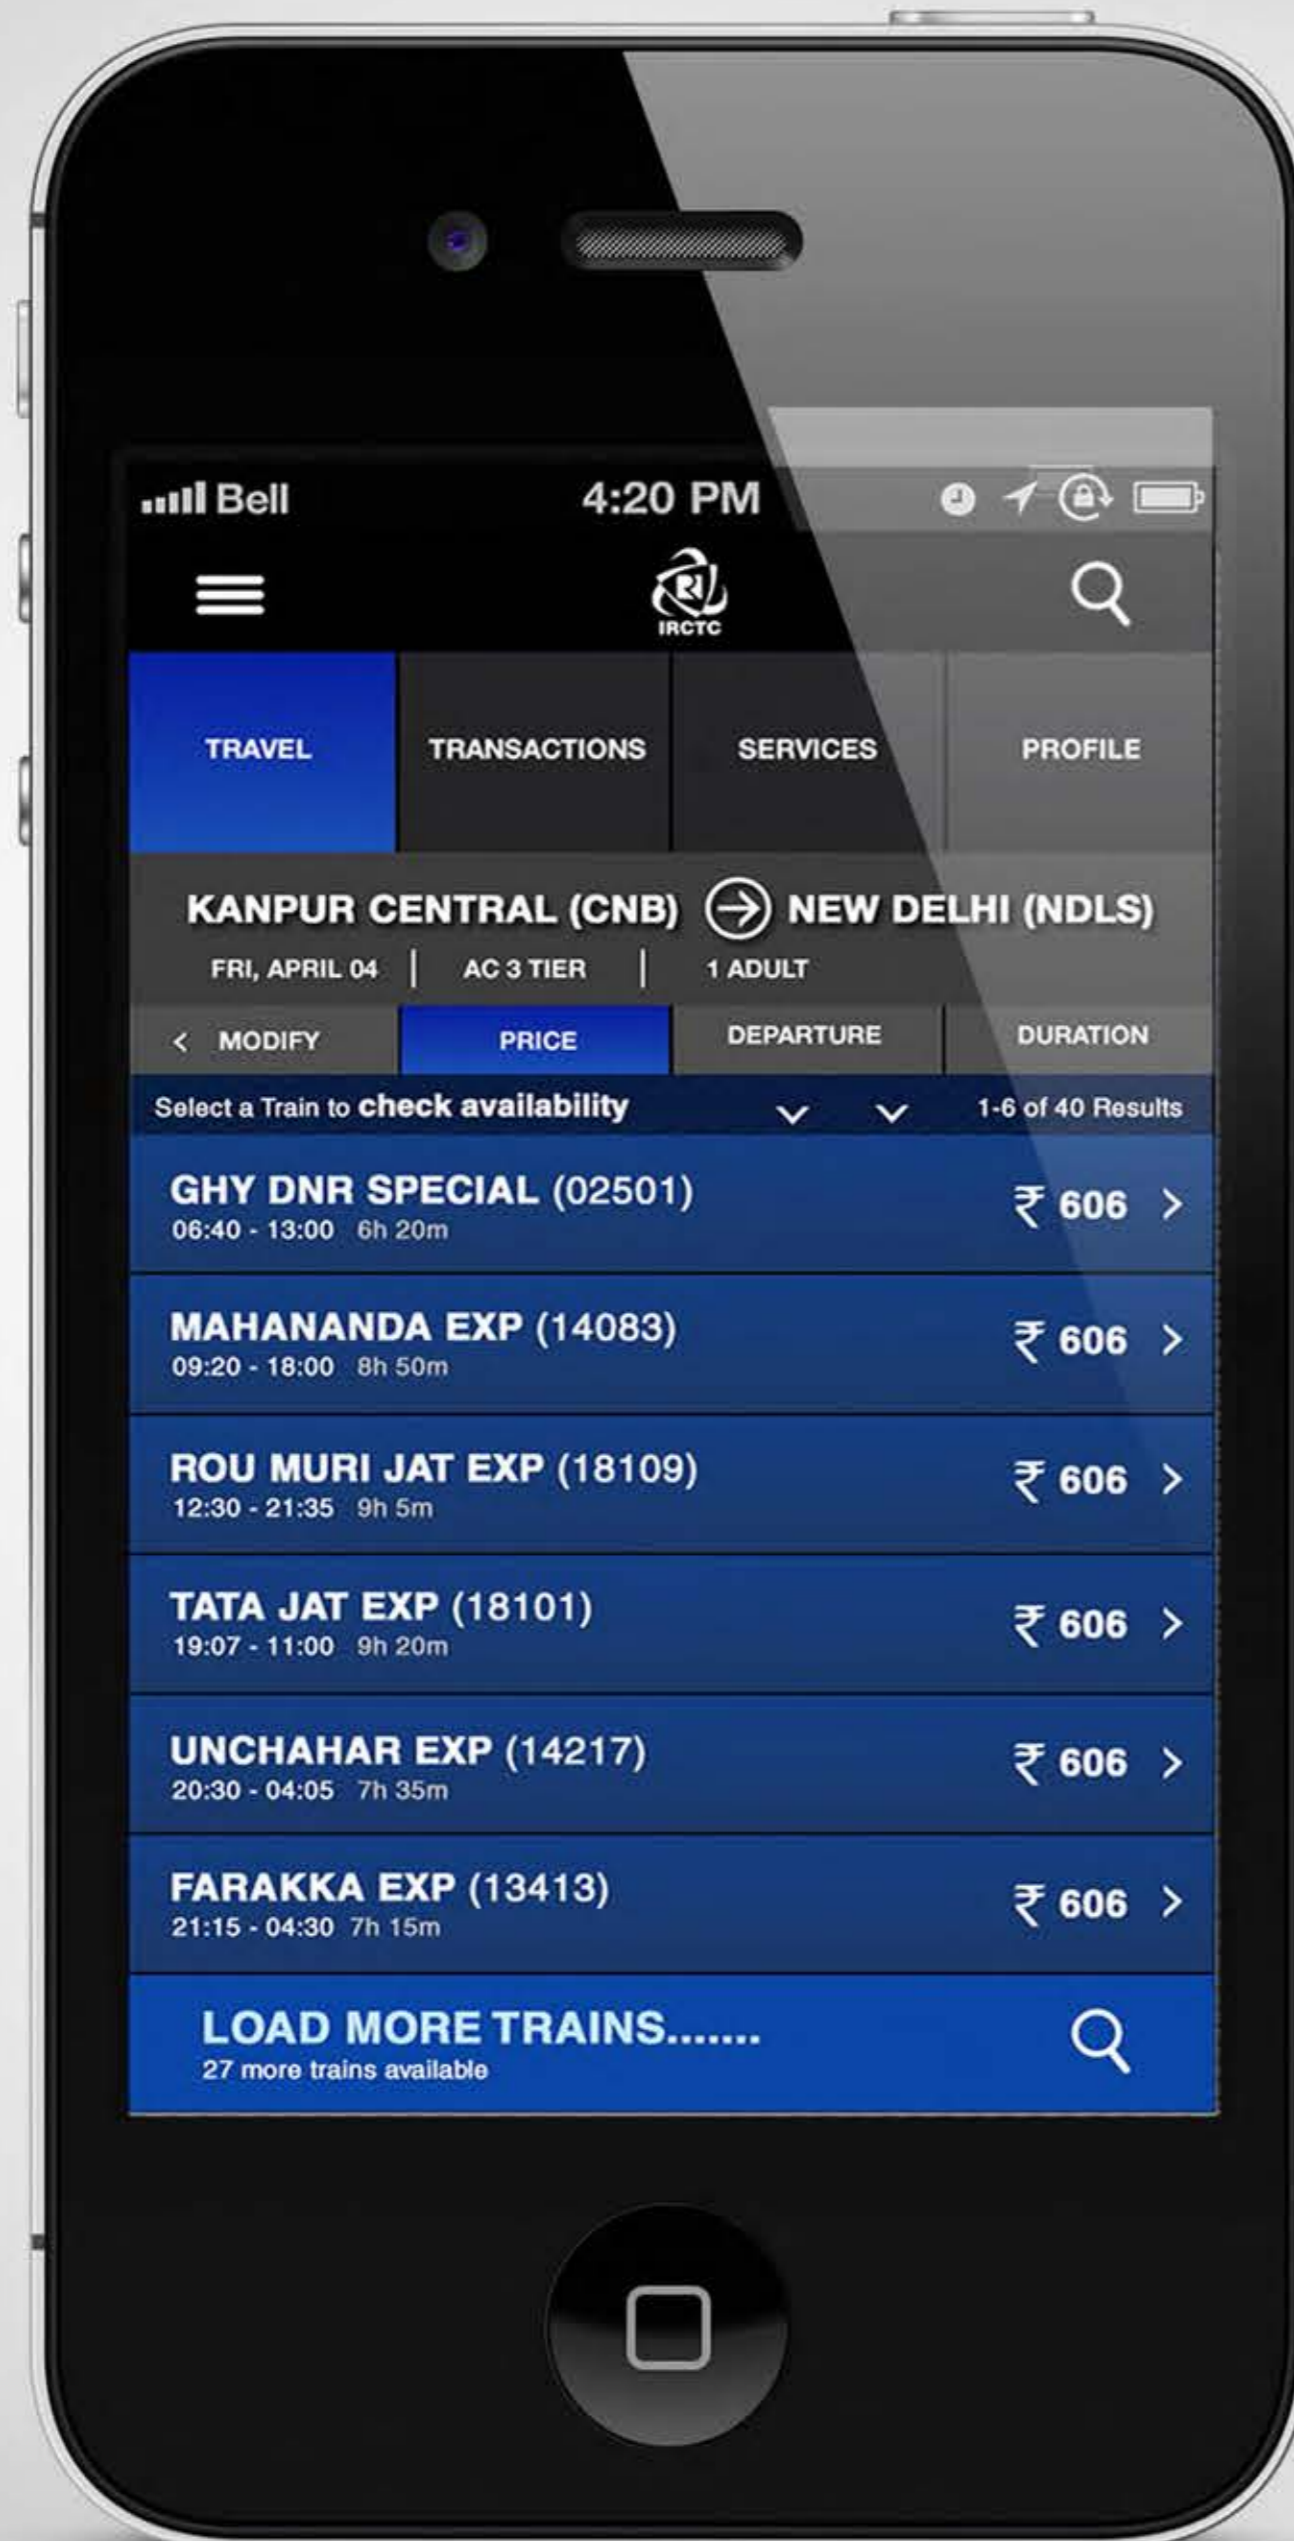 Bell 4:20 PM
IRCTC
TRAVEL TRANSACTIONS SERVICES PROFILE
KANPUR CENTRAL (CNB) NEW DELHI (NDLS)
FRI, APRIL 04 | AC 3 TIER | 1 ADULT
< MODIFY PRICE DEPARTURE DURATION
Select a Train to check availability 1-6 of 40 Results
GHY DNR SPECIAL (02501) ₹ 606 >
06:40 - 13:00 6h 20m
MAHANANDA EXP (14083) ₹ 606 >
09:20 - 18:00 8h 50m
ROU MURI JAT EXP (18109) ₹ 606 >
12:30 - 21:35 9h 5m
TATA JAT EXP (18101) ₹ 606 >
19:07 - 11:00 9h 20m
UNCHAHAR EXP (14217) ₹ 606 >
20:30 - 04:05 7h 35m
FARAKKA EXP (13413) ₹ 606 >
21:15 - 04:30 7h 15m
LOAD MORE TRAINS.......
27 more trains available